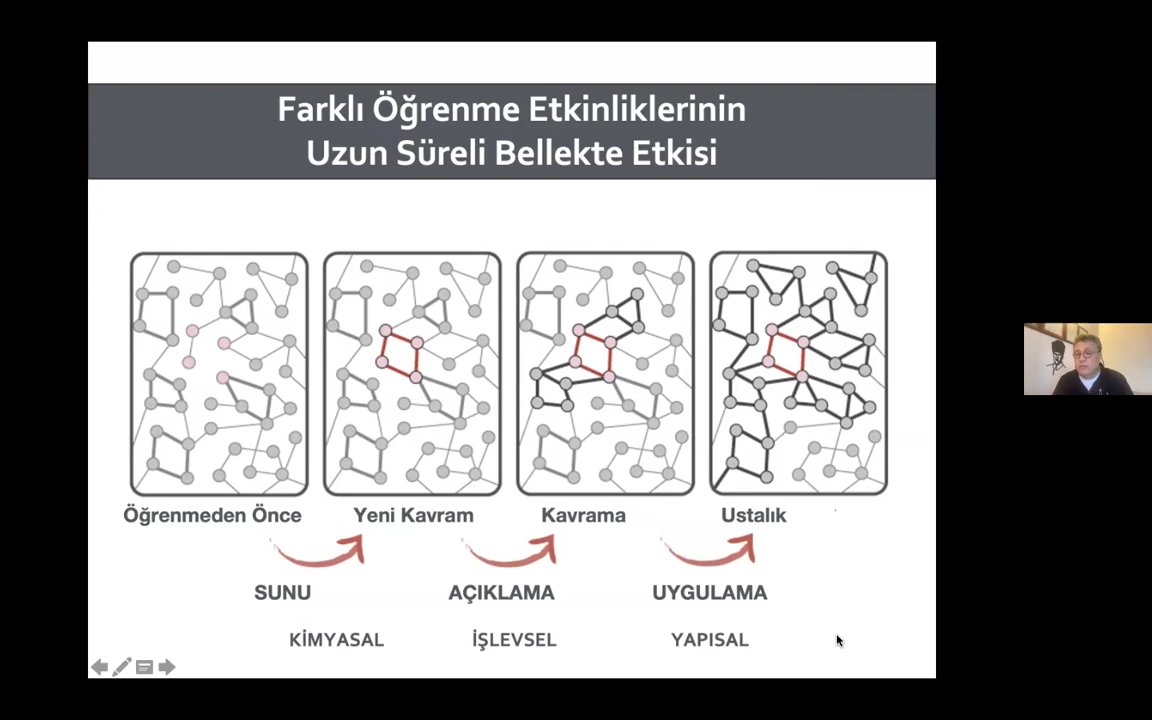 Farklı Öğrenme Etkinliklerinin
Uzun Süreli Bellekte Etkisi
Öğrenmeden Önce
Yeni Kavram
Kavrama
Ustalık
SUNU
AÇIKLAMA
UYGULAMA
KİMYASAL
İŞLEVSEL
YAPISAL